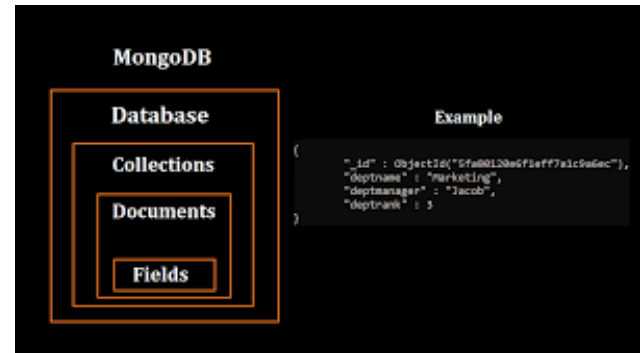 MongoDB
Database
Collections
Documents
Fields
Example
{
"_id" : ObjectId("5fa80120e6f1eff7a1c9a6ec"),
"deptname" : "Marketing",
"deptmanager" : "Jacob",
"deptrank" : 3
}